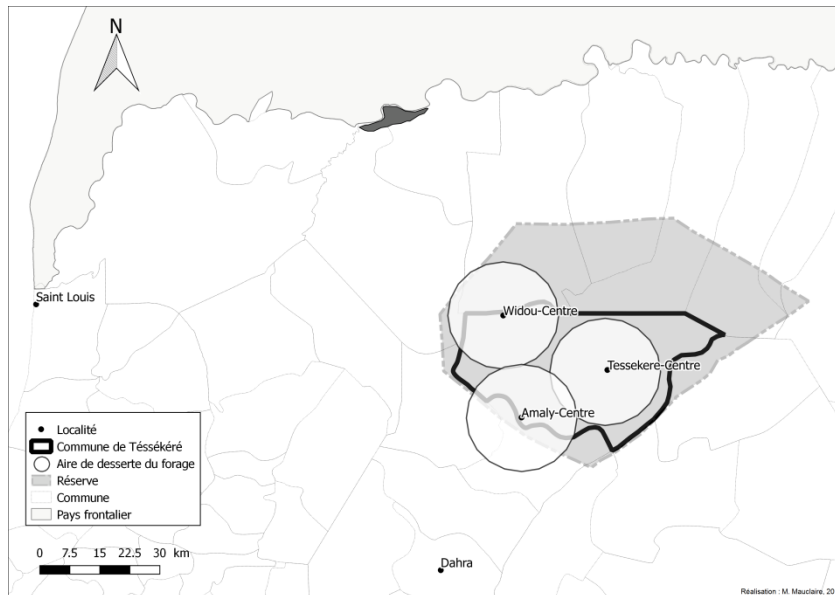 N
Saint Louis
Widou-Centre
Tessekere-Centre
Amaly-Centre
Localité
Commune de Téssékéré
Aire de desserte du forage
Réserve
Commune
Pays frontalier
0 7.5 15 22.5 30 km
Dahra
Réalisation : M. Mauclaire, 20